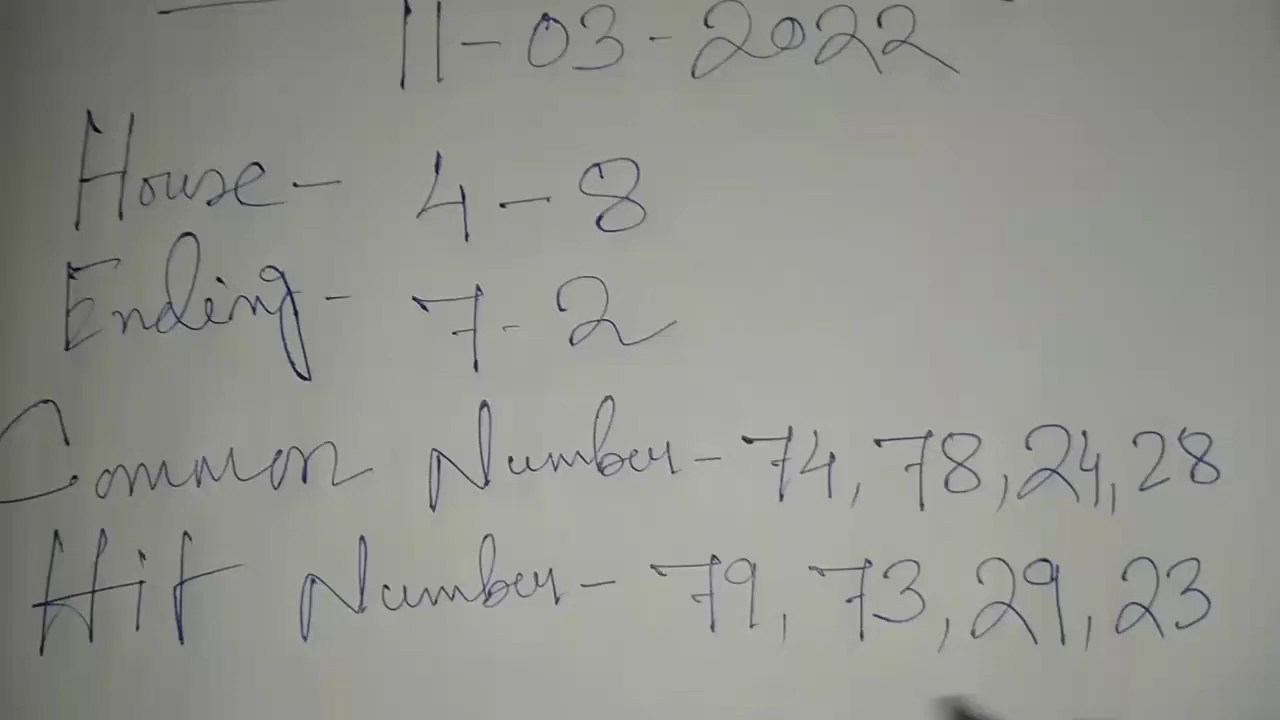 11-03-2022
House- 4-8
Ending- 7-2
Common Number-74,78,24,28
Hit Number-79,73,29,23